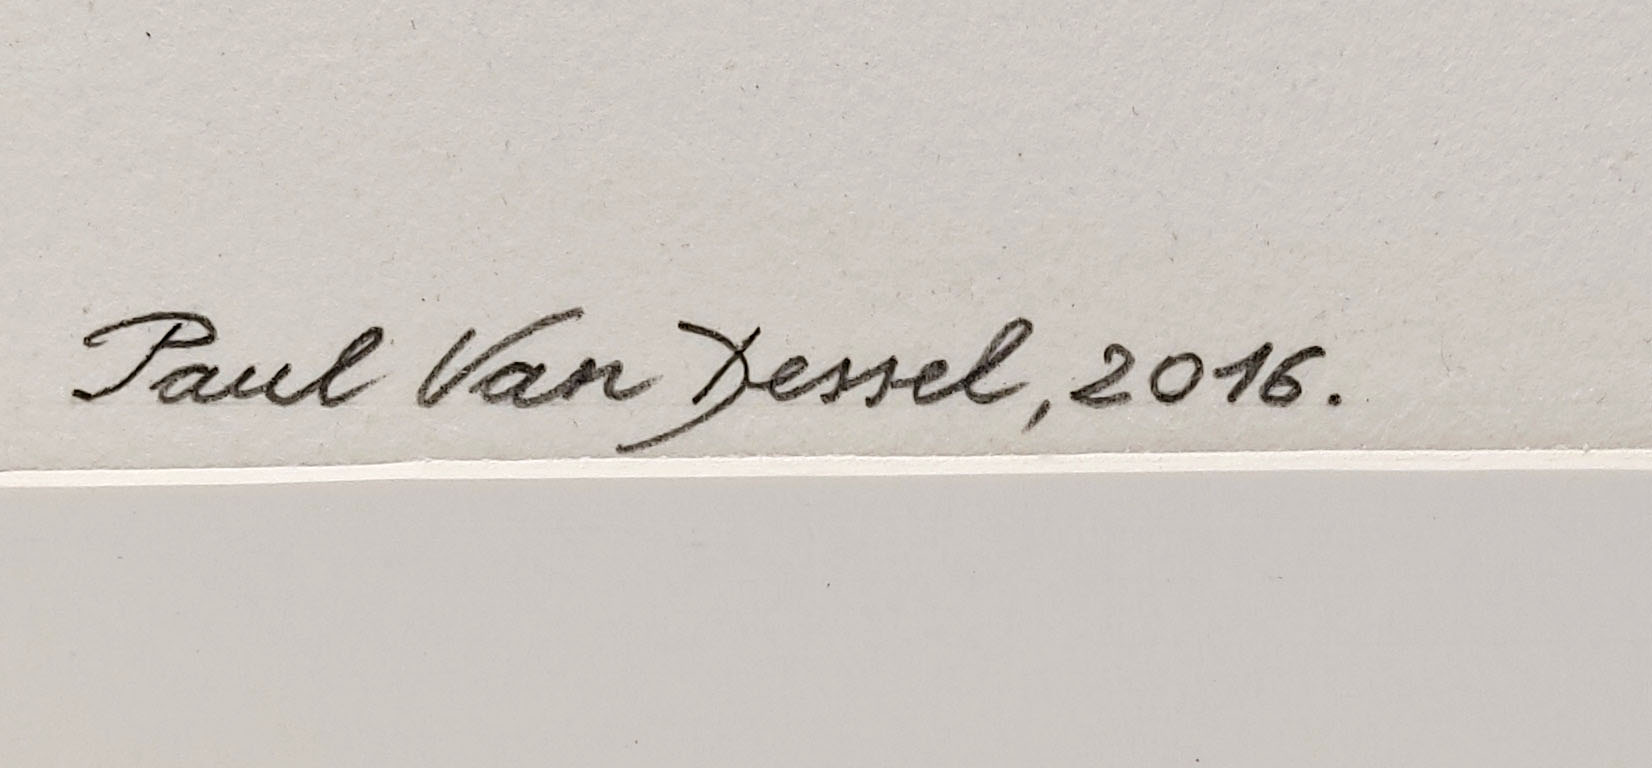 Paul Van Dessel, 2016.